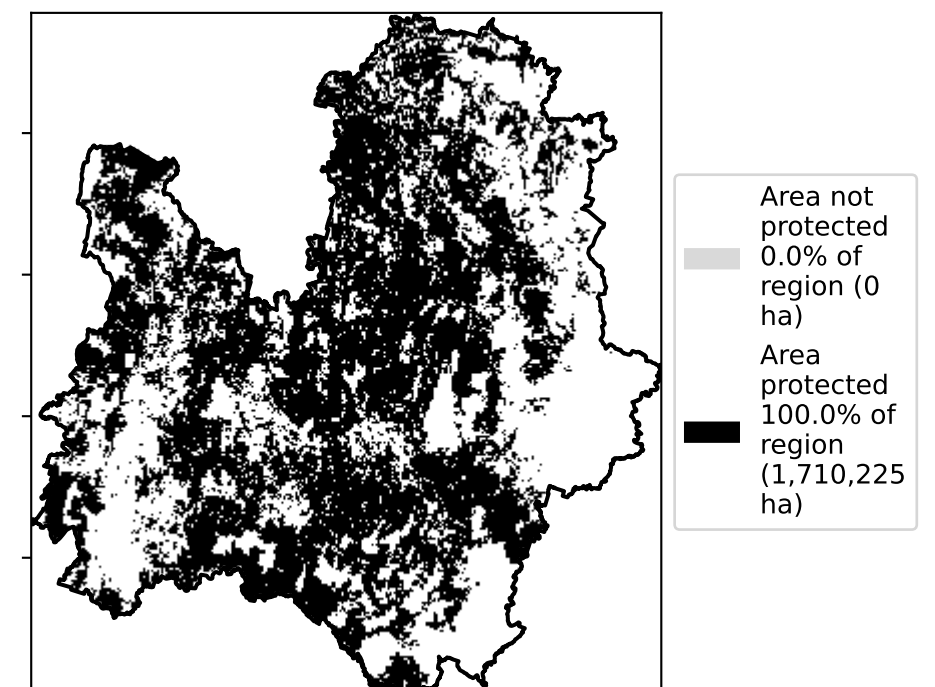 Area not
protected
0.0% of
region (0
ha)
Area
protected
100.0% of
region
(1,710,225
ha)